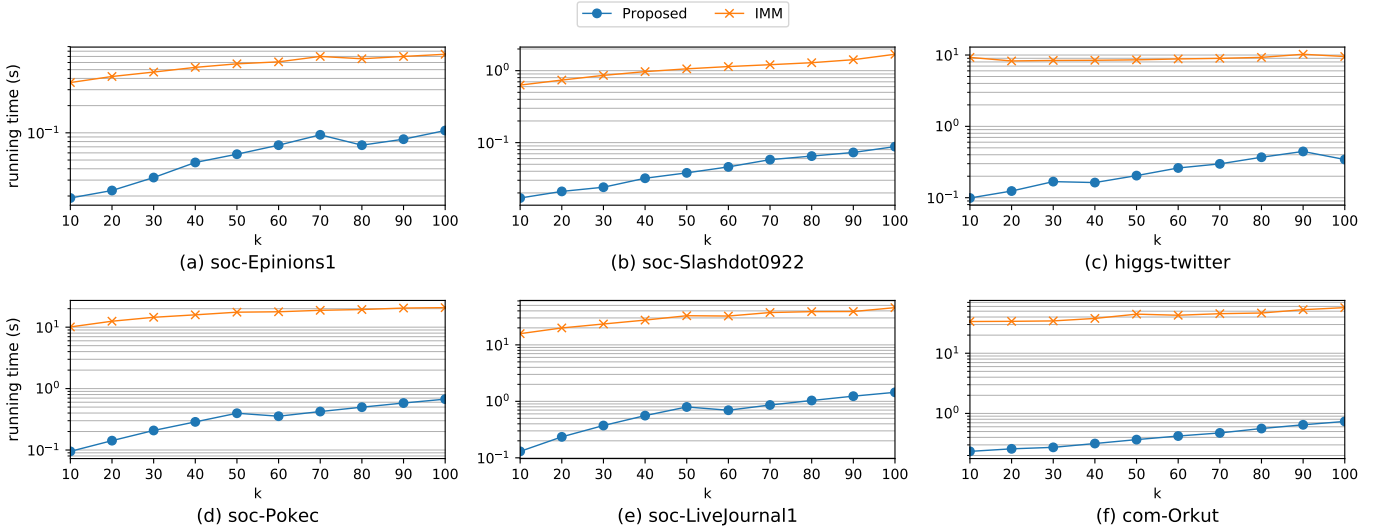 Proposed IMM
running time (s)
10⁻¹
10 20 30 40 50 60 70 80 90 100
k
(a) soc-Epinions1
10⁰
10⁻¹
10 20 30 40 50 60 70 80 90 100
k
(b) soc-Slashdot0922
10¹
10⁰
10⁻¹
10 20 30 40 50 60 70 80 90 100
k
(c) higgs-twitter
running time (s)
10¹
10⁰
10⁻¹
10 20 30 40 50 60 70 80 90 100
k
(d) soc-Pokec
10¹
10⁰
10⁻¹
10 20 30 40 50 60 70 80 90 100
k
(e) soc-LiveJournal1
10¹
10⁰
10 20 30 40 50 60 70 80 90 100
k
(f) com-Orkut